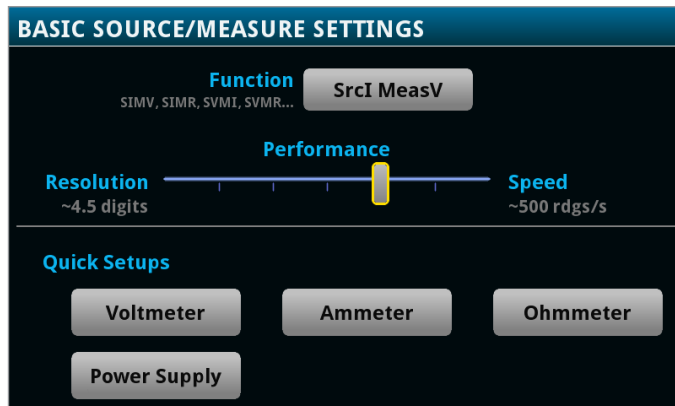 BASIC SOURCE/MEASURE SETTINGS
Function
SrcI MeasV
SIMV, SIMR, SVMI, SVMR...
Performance
Resolution
~4.5 digits
Speed
~500 rdgs/s
Quick Setups
Voltmeter
Ammeter
Ohmmeter
Power Supply